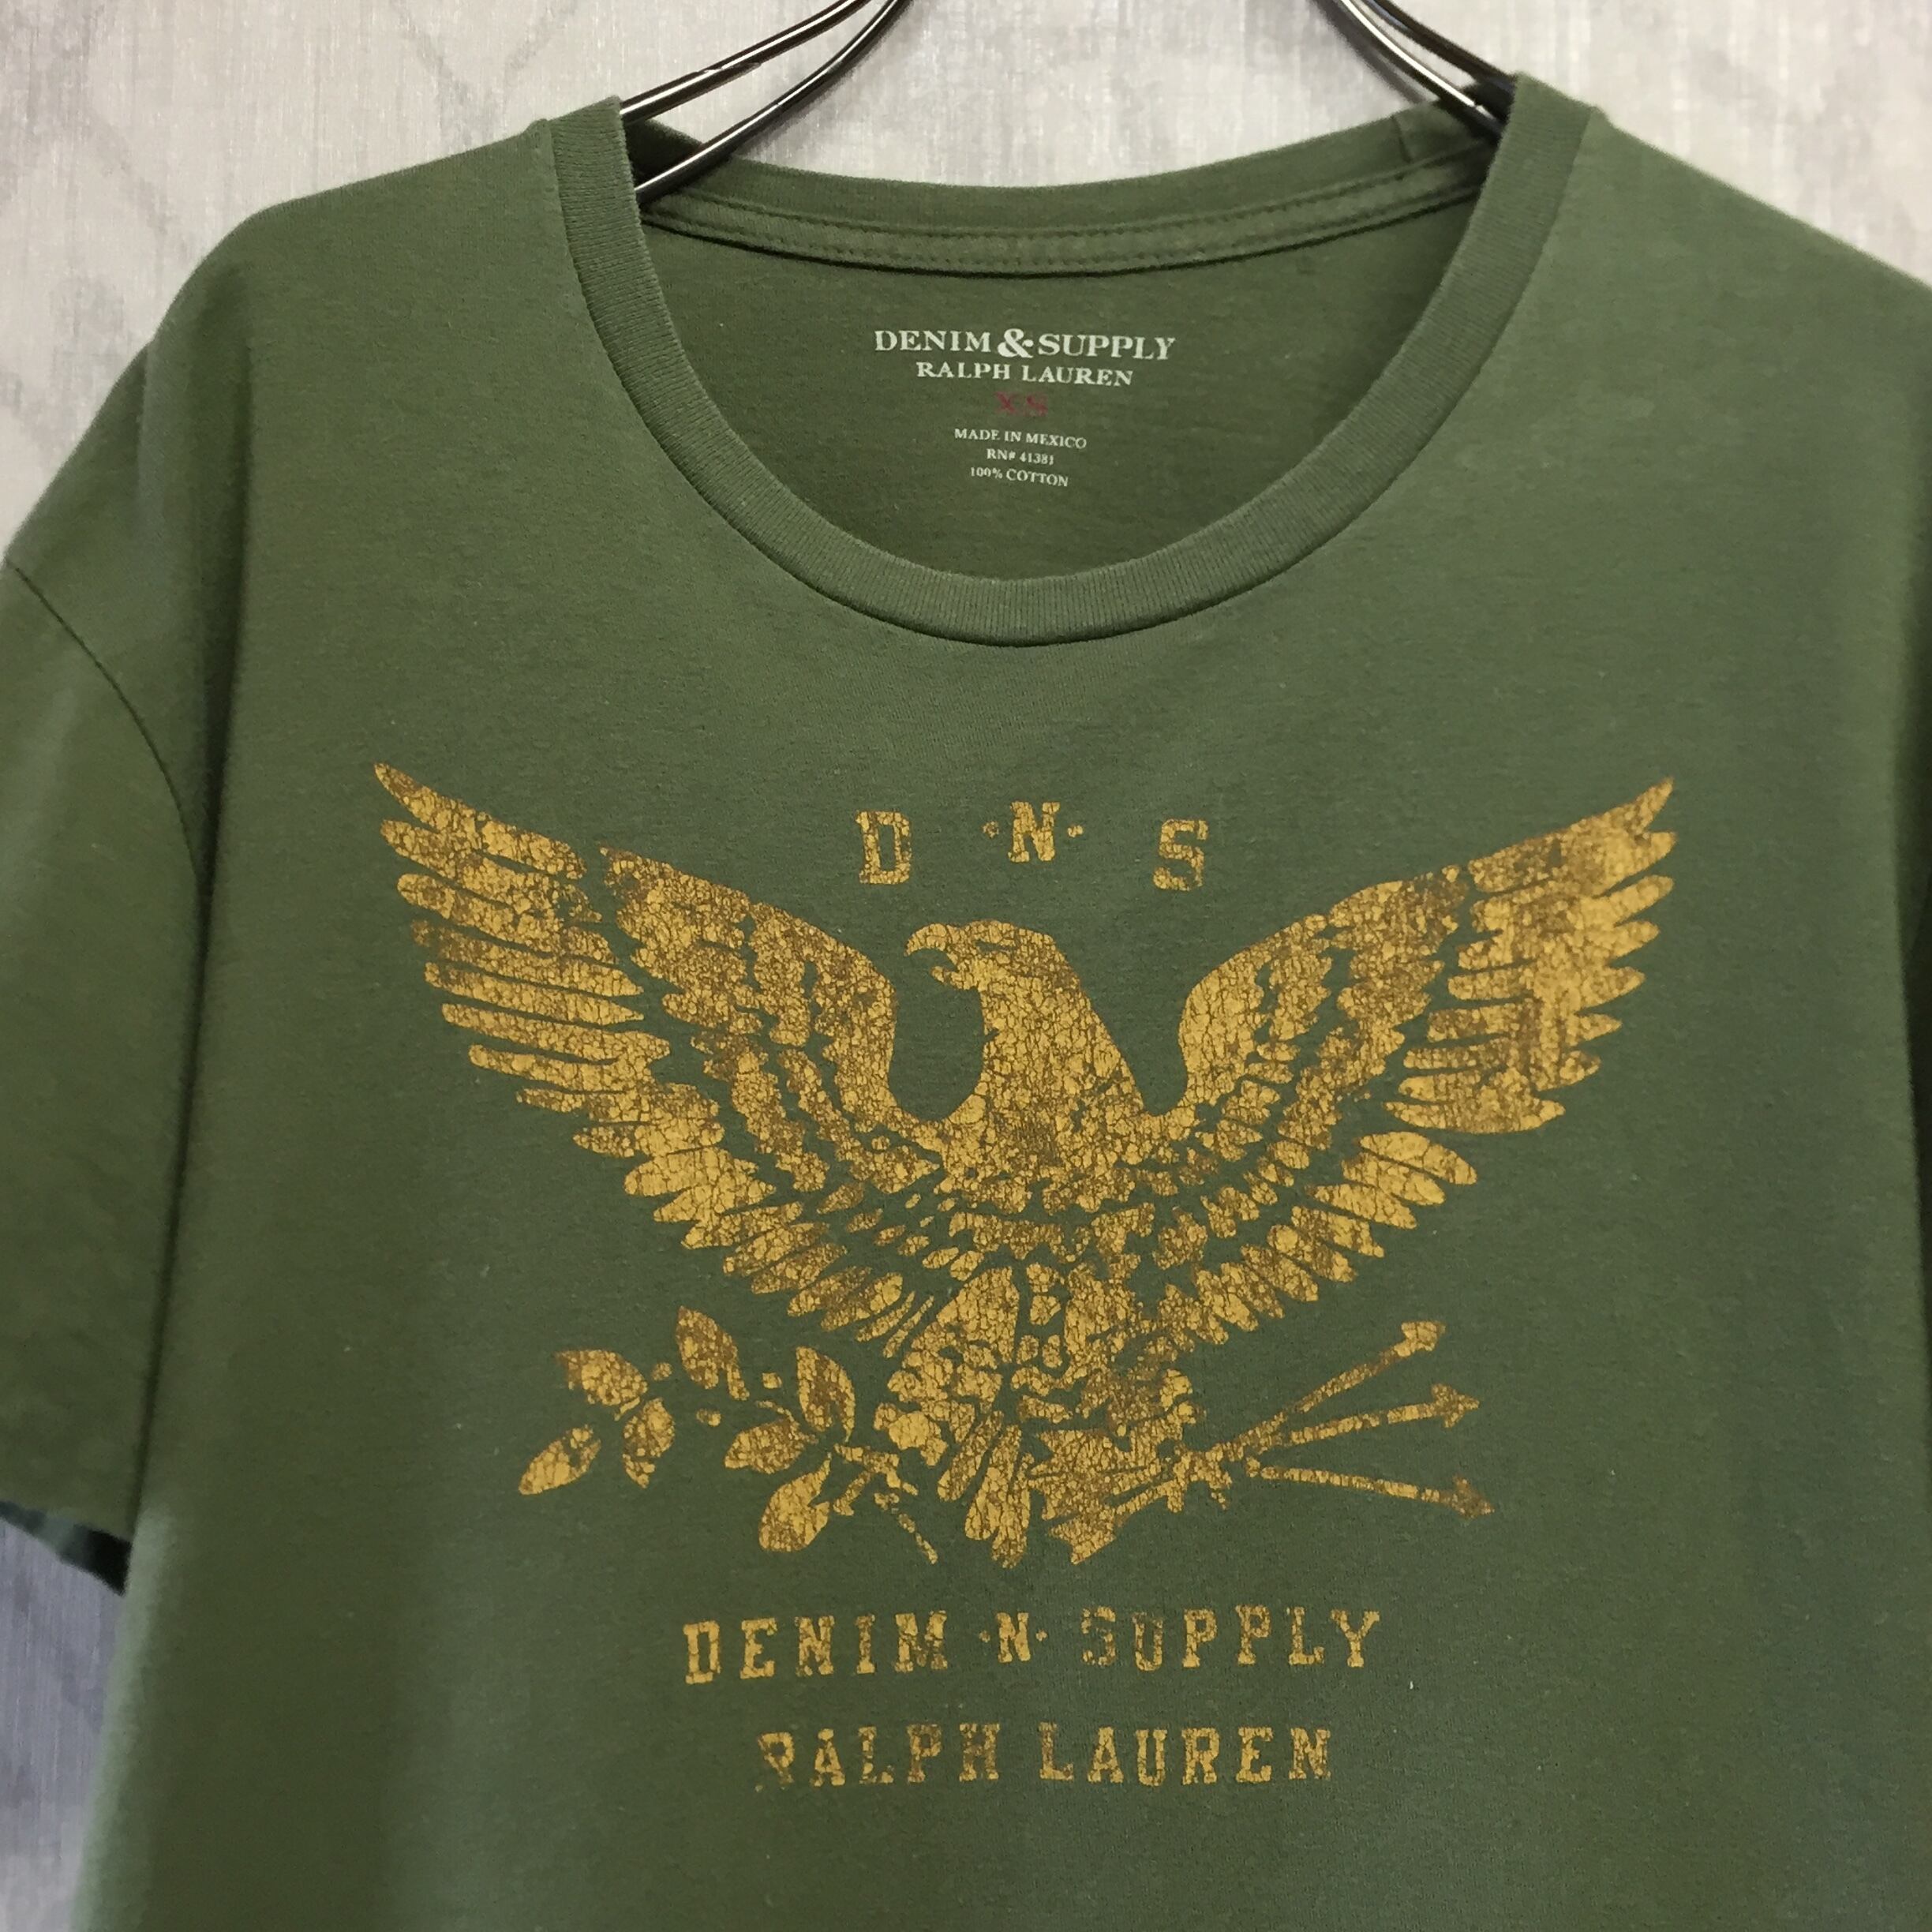 DENIM & SUPPLY
RALPH LAUREN
XS
MADE IN MEXICO
RN# 41381
100% COTTON
D ·N· S
DENIM ·N· SUPPLY
RALPH LAUREN